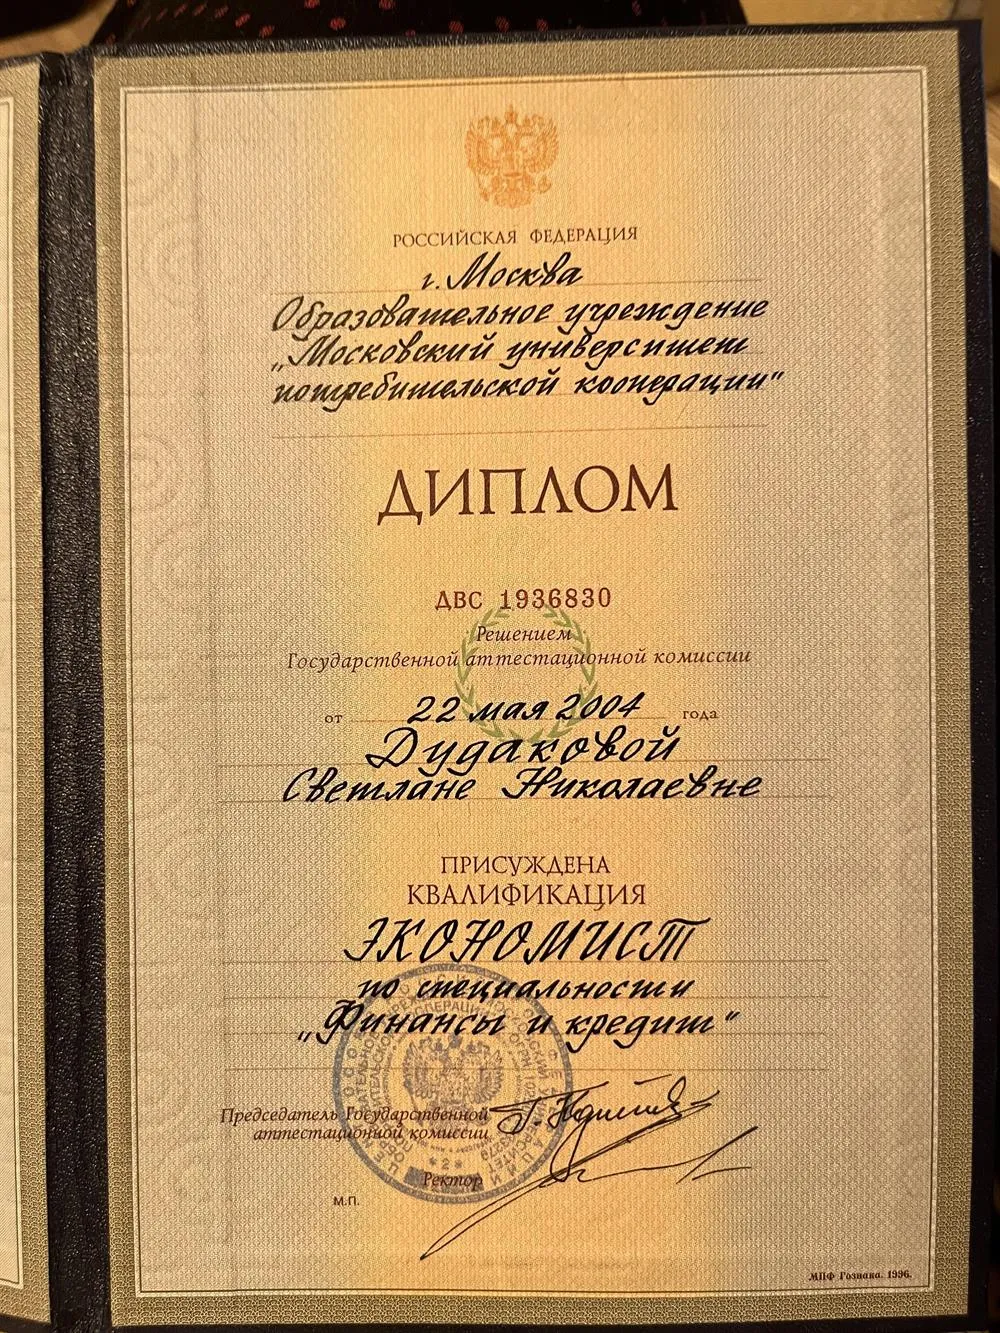 РОССИЙСКАЯ ФЕДЕРАЦИЯ
г. Москва
Образовательное учреждение
„Московский университет
потребительской кооперации"
ДИПЛОМ
ДВС 1936830
Решением
Государственной аттестационной комиссии
от 22 мая 2004 года
Дудаковой
Светлане Николаевне
ПРИСУЖДЕНА
КВАЛИФИКАЦИЯ
ЭКОНОМИСТ
по специальности
„Финансы и кредит"
Председатель Государственной
аттестационной комиссии
Ректор
М.П.
МПФ Гознака. 1996.